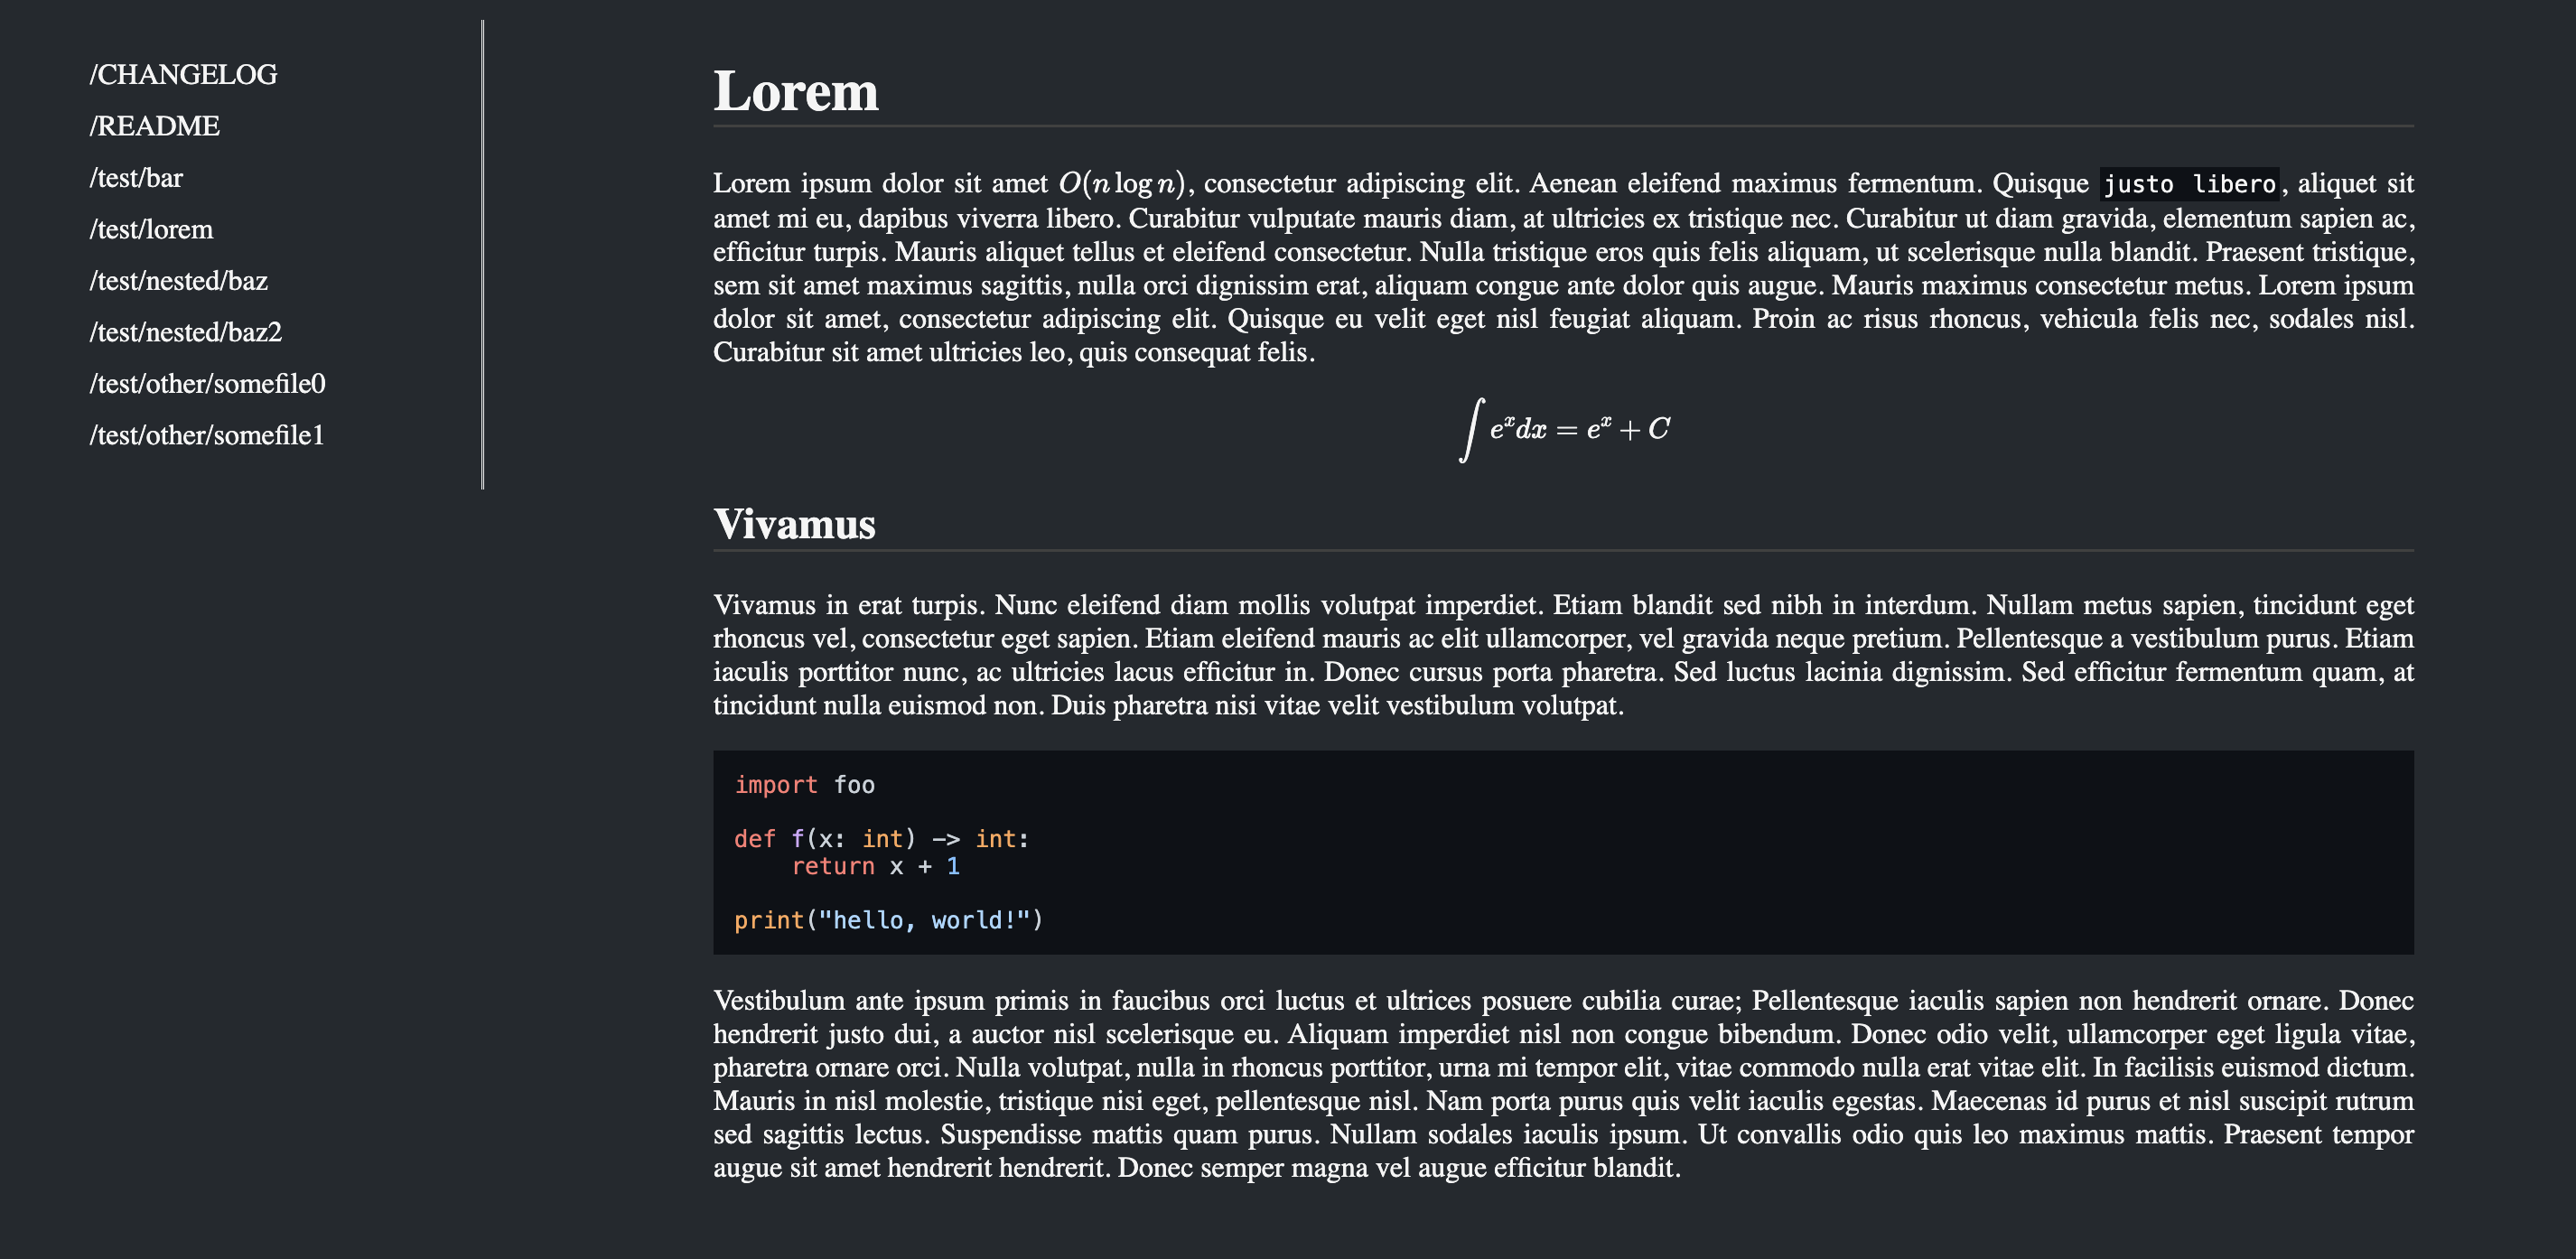 /CHANGELOG
/README
/test/bar
/test/lorem
/test/nested/baz
/test/nested/baz2
/test/other/somefile0
/test/other/somefile1
Lorem
Lorem ipsum dolor sit amet O(n log n), consectetur adipiscing elit. Aenean eleifend maximus fermentum. Quisque justo libero, aliquet sit
amet mi eu, dapibus viverra libero. Curabitur vulputate mauris diam, at ultricies ex tristique nec. Curabitur ut diam gravida, elementum sapien ac,
efficitur turpis. Mauris aliquet tellus et eleifend consectetur. Nulla tristique eros quis felis aliquam, ut scelerisque nulla blandit. Praesent tristique,
sem sit amet maximus sagittis, nulla orci dignissim erat, aliquam congue ante dolor quis augue. Mauris maximus consectetur metus. Lorem ipsum
dolor sit amet, consectetur adipiscing elit. Quisque eu velit eget nisl feugiat aliquam. Proin ac risus rhoncus, vehicula felis nec, sodales nisl.
Curabitur sit amet ultricies leo, quis consequat felis.
∫ eˣdx = eˣ + C
Vivamus
Vivamus in erat turpis. Nunc eleifend diam mollis volutpat imperdiet. Etiam blandit sed nibh in interdum. Nullam metus sapien, tincidunt eget
rhoncus vel, consectetur eget sapien. Etiam eleifend mauris ac elit ullamcorper, vel gravida neque pretium. Pellentesque a vestibulum purus. Etiam
iaculis porttitor nunc, ac ultricies lacus efficitur in. Donec cursus porta pharetra. Sed luctus lacinia dignissim. Sed efficitur fermentum quam, at
tincidunt nulla euismod non. Duis pharetra nisi vitae velit vestibulum volutpat.
import foo
def f(x: int) -> int:
    return x + 1
print("hello, world!")
Vestibulum ante ipsum primis in faucibus orci luctus et ultrices posuere cubilia curae; Pellentesque iaculis sapien non hendrerit ornare. Donec
hendrerit justo dui, a auctor nisl scelerisque eu. Aliquam imperdiet nisl non congue bibendum. Donec odio velit, ullamcorper eget ligula vitae,
pharetra ornare orci. Nulla volutpat, nulla in rhoncus porttitor, urna mi tempor elit, vitae commodo nulla erat vitae elit. In facilisis euismod dictum.
Mauris in nisl molestie, tristique nisi eget, pellentesque nisl. Nam porta purus quis velit iaculis egestas. Maecenas id purus et nisl suscipit rutrum
sed sagittis lectus. Suspendisse mattis quam purus. Nullam sodales iaculis ipsum. Ut convallis odio quis leo maximus mattis. Praesent tempor
augue sit amet hendrerit hendrerit. Donec semper magna vel augue efficitur blandit.